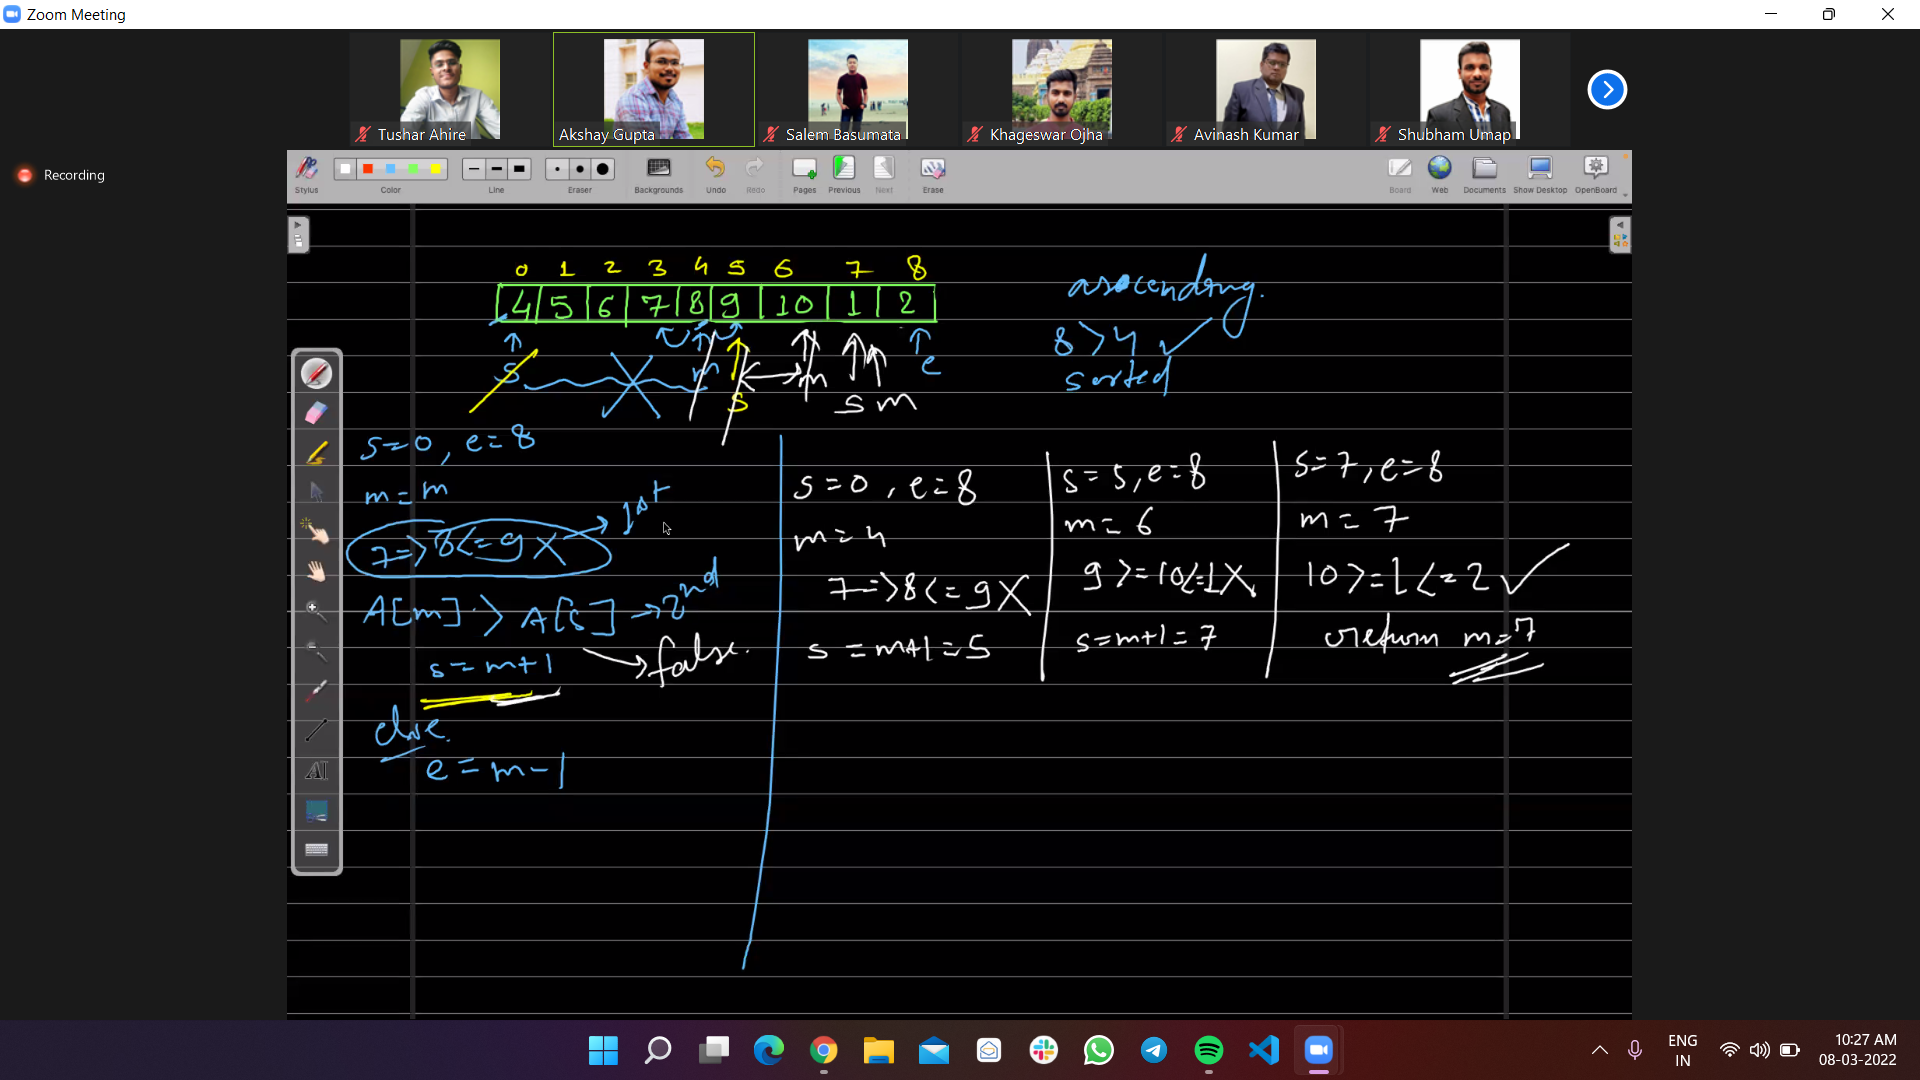 Zoom Meeting
Tushar Ahire
Akshay Gupta
Salem Basumata
Khageswar Ojha
Avinash Kumar
Shubham Umap
Recording
Stylus Color Line Eraser Backgrounds Undo Redo Pages Previous Next Erase Board Web Documents Show Desktop OpenBoard
0 1 2 3 4 5 6 7 8
4 5 6 7 8 9 10 1 2
s m s m s m e
ascending.
8 > 4 ✓
sorted
s=0, e=8
m = m
7 => 8 <= 9 X → 1st
A[m] > A[s] → 2nd
s = m+1 → false.
else
e = m-1
s=0, e=8
m=4
7 => 8 <= 9 X
s = m+1 = 5
s=5, e=8
m=6
9 >= 10 <= 1 X
s=m+1=7
s=7, e=8
m=7
10 >= 1 <= 2 ✓
return m=7
ENG
IN
10:27 AM
08-03-2022